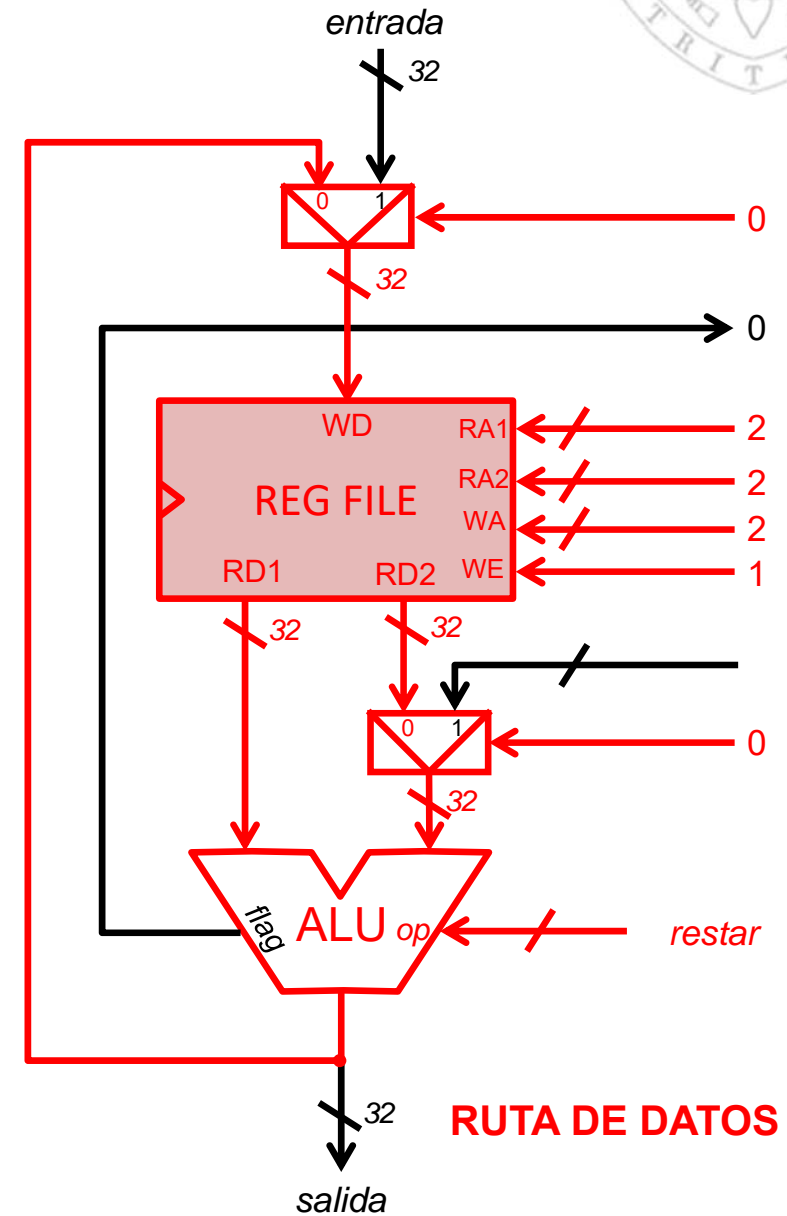 entrada
32
T R I T
0 1
0
32
0
WD
RA1
2
REG FILE
RA2
2
WA
2
RD1
RD2
WE
1
32
32
0 1
0
32
flag
ALU
op
restar
32
RUTA DE DATOS
salida